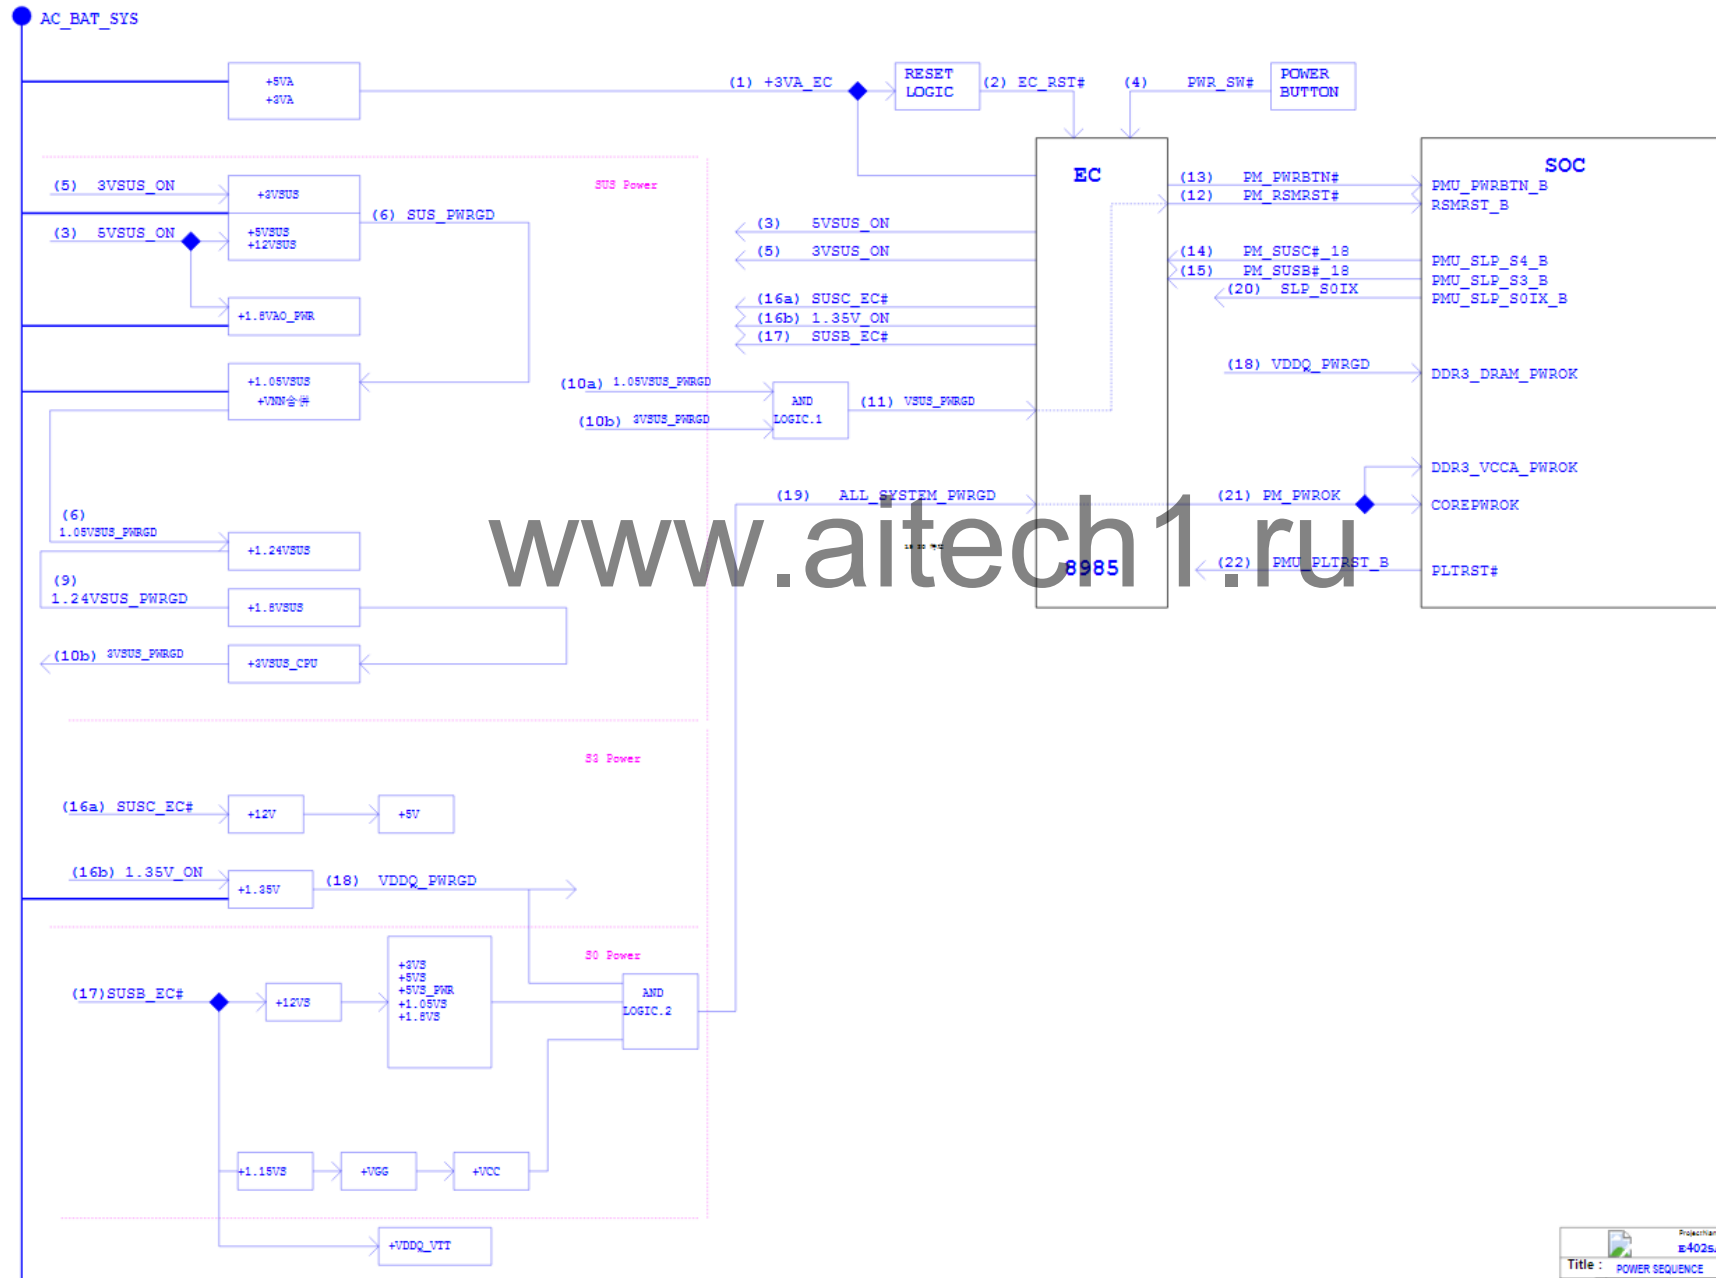 AC_BAT_SYS
+5VA
+3VA
(1) +3VA_EC
RESET
LOGIC
(2) EC_RST#
(4) PWR_SW#
POWER
BUTTON
SUS Power
(5) 3VSUS_ON
+3VSUS
(6) SUS_PWRGD
(3) 5VSUS_ON
+5VSUS
+12VSUS
+1.8VAO_PWR
+1.05VSUS
+VNN合併
(6)
1.05VSUS_PWRGD
+1.24VSUS
(9)
1.24VSUS_PWRGD
+1.8VSUS
(10b) 3VSUS_PWRGD
+3VSUS_CPU
EC
8985
(3) 5VSUS_ON
(5) 3VSUS_ON
(16a) SUSC_EC#
(16b) 1.35V_ON
(17) SUSB_EC#
(10a) 1.05VSUS_PWRGD
(10b) 3VSUS_PWRGD
AND
LOGIC.1
(11) VSUS_PWRGD
(19) ALL_SYSTEM_PWRGD
(13) PM_PWRBTN#
(12) PM_RSMRST#
(14) PM_SUSC#_18
(15) PM_SUSB#_18
(20) SLP_S0IX
(18) VDDQ_PWRGD
(21) PM_PWROK
(22) PMU_PLTRST_B
SOC
PMU_PWRBTN_B
RSMRST_B
PMU_SLP_S4_B
PMU_SLP_S3_B
PMU_SLP_S0IX_B
DDR3_DRAM_PWROK
DDR3_VCCA_PWROK
COREPWROK
PLTRST#
www.aitech1.ru
S3 Power
(16a) SUSC_EC#
+12V
+5V
(16b) 1.35V_ON
+1.35V
(18) VDDQ_PWRGD
S0 Power
(17)SUSB_EC#
+12VS
+3VS
+5VS
+5VS_PWR
+1.05VS
+1.8VS
AND
LOGIC.2
+1.15VS
+VGG
+VCC
+VDDQ_VTT
E402S
Title : POWER SEQUENCE